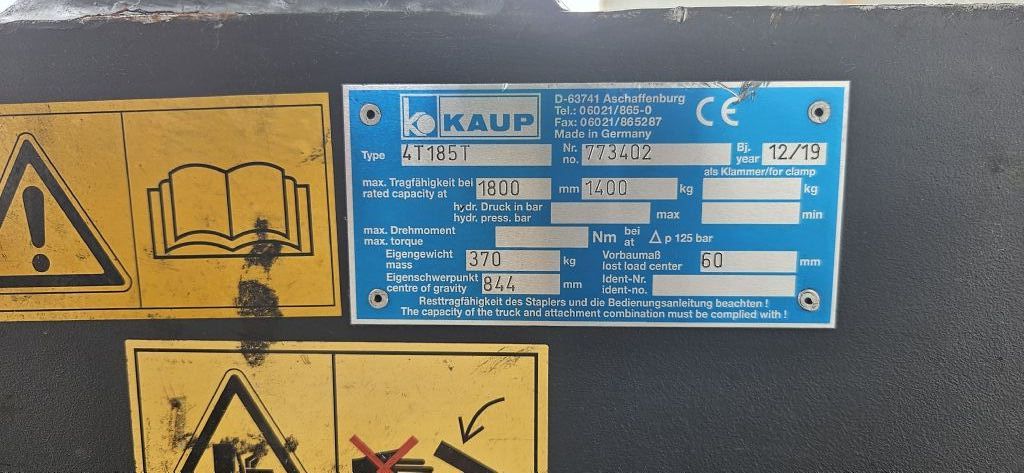 KAUP
D-63741 Aschaffenburg
Tel.: 06021/865-0
Fax: 06021/865287
Made in Germany
CE
Type 4T185T Nr. no. 773402 Bj. year 12/19
als Klammer/for clamp
max. Tragfähigkeit bei
rated capacity at 1800 mm 1400 kg kg
hydr. Druck in bar
hydr. press. bar max min
max. Drehmoment
max. torque Nm bei at Δ p 125 bar
Eigengewicht
mass 370 kg
Vorbaumaß
lost load center 60 mm
Eigenschwerpunkt
centre of gravity 844 mm
Ident-Nr.
ident-no.
Resttragfähigkeit des Staplers und die Bedienungsanleitung beachten !
The capacity of the truck and attachment combination must be complied with !